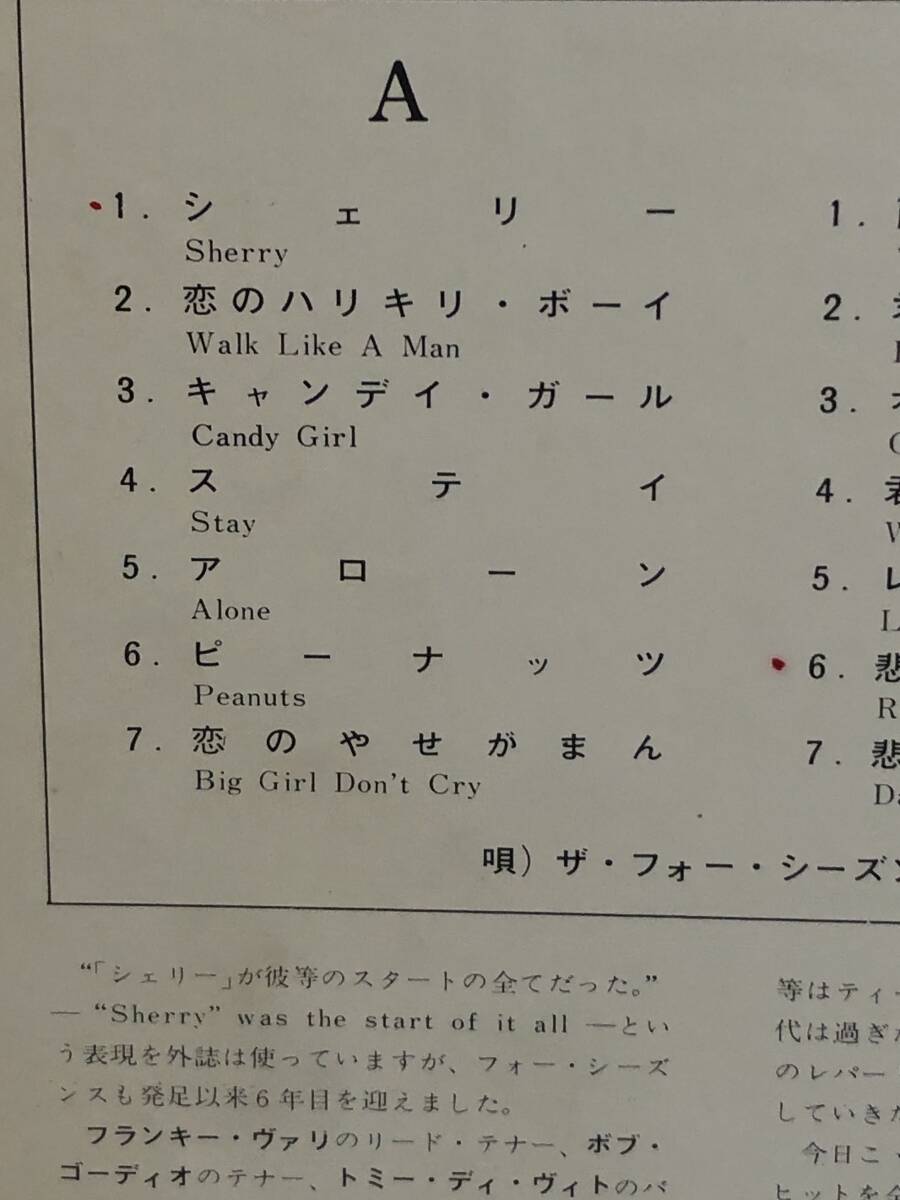 A
1. シェリー
Sherry
2. 恋のハリキリ・ボーイ
Walk Like A Man
3. キャンデイ・ガール
Candy Girl
4. ステイ
Stay
5. アローン
Alone
6. ピーナッツ
Peanuts
7. 恋のやせがまん
Big Girl Don't Cry
1.
2.
3.
4. 君
W
5. レ
L
6. 悲
R
7. 悲
Da
唄) ザ・フォー・シーズン
“「シェリー」が彼等のスタートの全てだった。”
— “Sherry” was the start of it all —とい
う表現を外誌は使っていますが、フォー・シーズ
ンスも発足以来6年目を迎えました。
フランキー・ヴァリのリード・テナー、ボブ・
ゴーディオのテナー、トミー・ディ・ヴィトのバ
等はティー
代は過ぎ
のレパー
していきた
今日こ
ヒットを